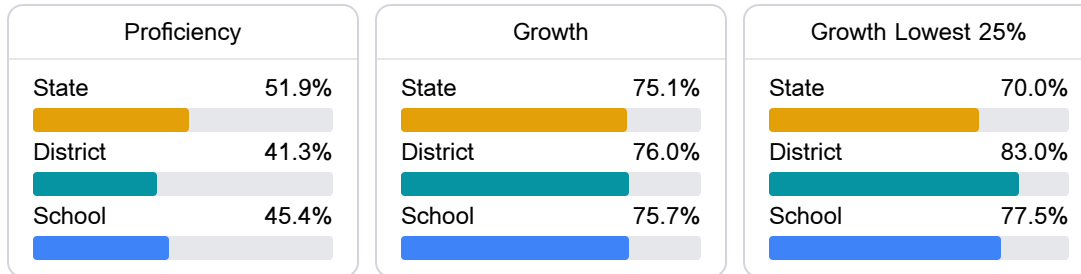 Proficiency
State 51.9%
District 41.3%
School 45.4%
Growth
State 75.1%
District 76.0%
School 75.7%
Growth Lowest 25%
State 70.0%
District 83.0%
School 77.5%